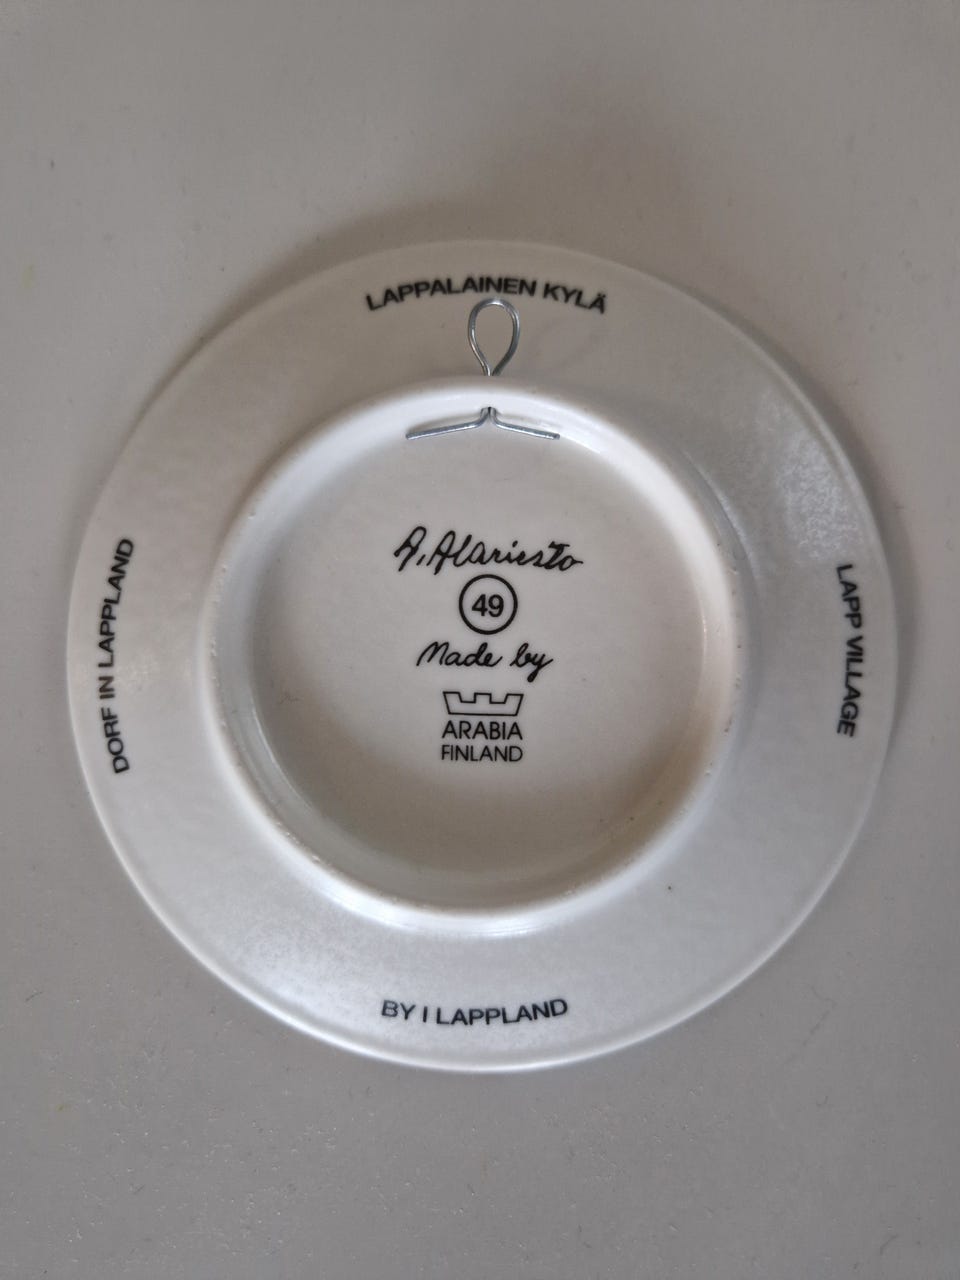 LAPPALAINEN KYLÄ
LAPP VILLAGE
BY I LAPPLAND
DORF IN LAPPLAND
A. Alariesto
49
Made by
ARABIA
FINLAND